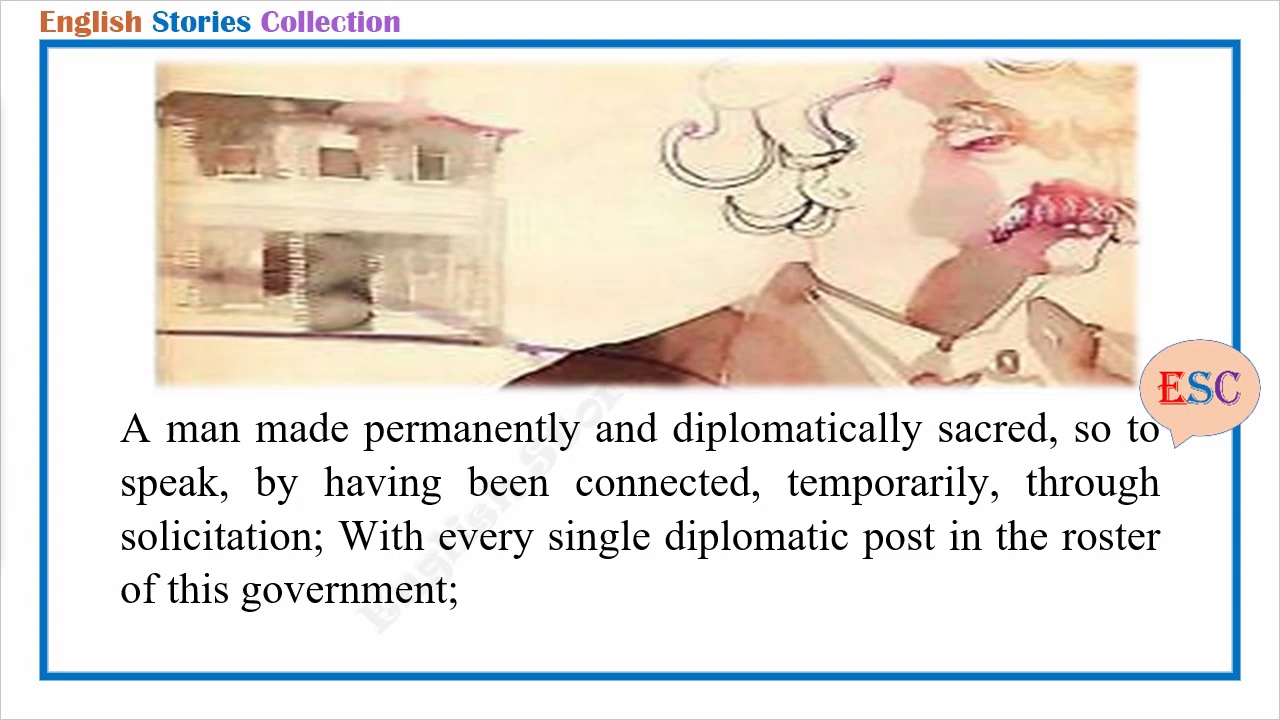 English Stories Collection
ESC
A man made permanently and diplomatically sacred, so to
speak, by having been connected, temporarily, through
solicitation; With every single diplomatic post in the roster
of this government;